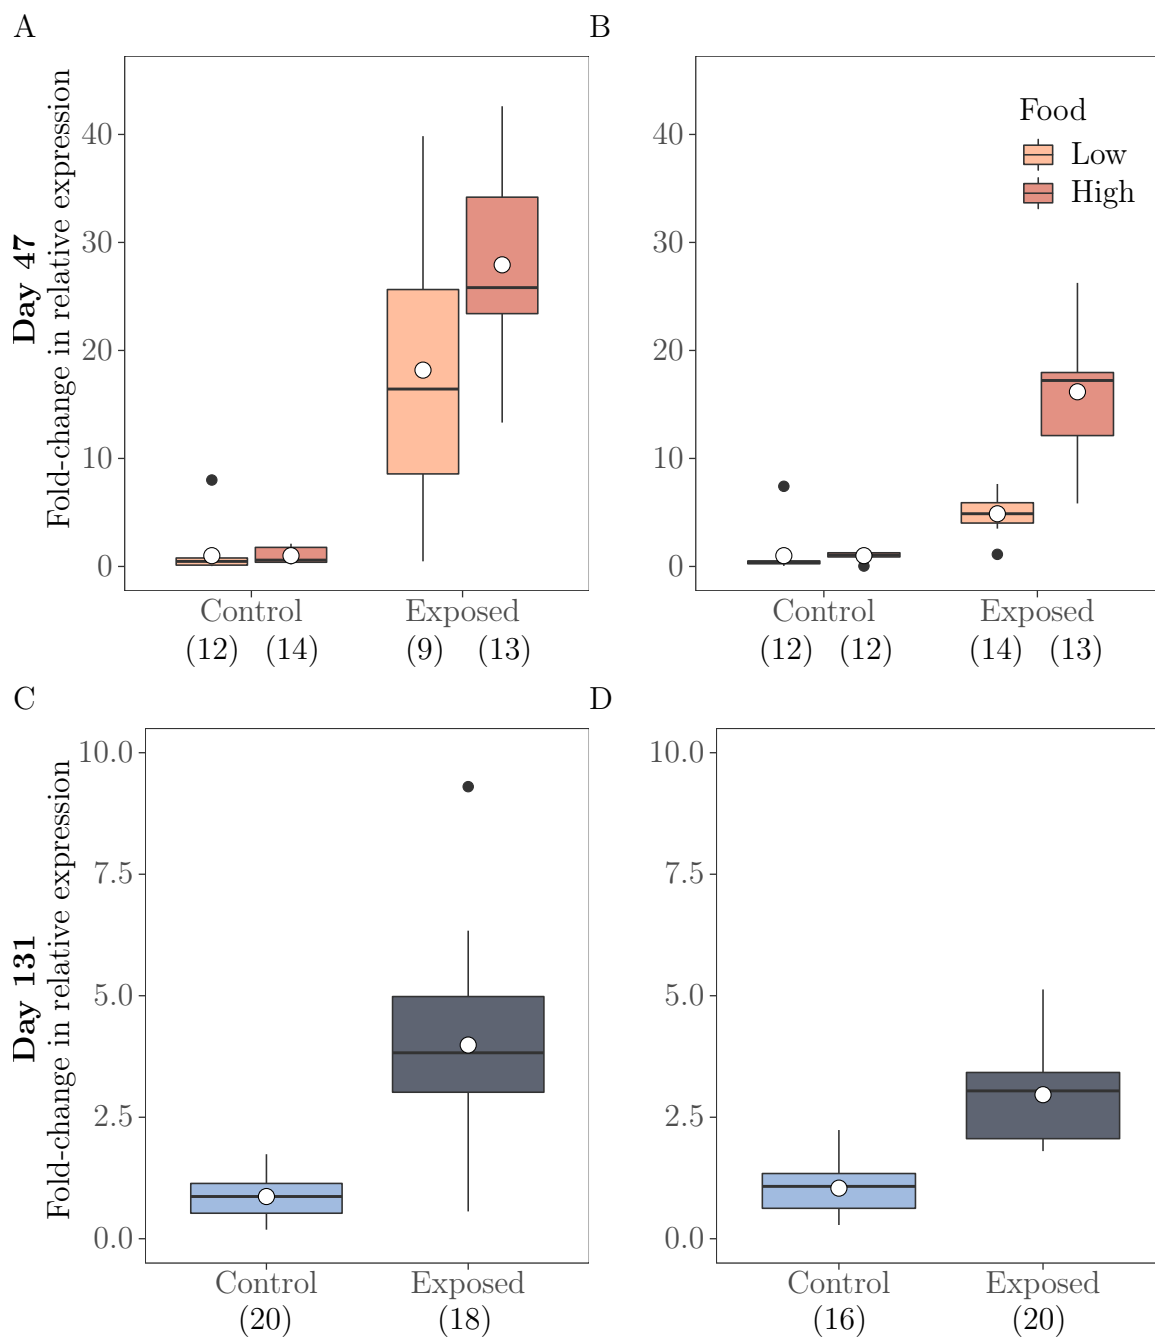 A
B
Day 47
Fold-change in relative expression
40
30
20
10
0
Control
Exposed
(12)
(14)
(9)
(13)
40
30
20
10
0
Food
Low
High
Control
Exposed
(12)
(12)
(14)
(13)
C
D
Day 131
Fold-change in relative expression
10.0
7.5
5.0
2.5
0.0
Control
Exposed
(20)
(18)
10.0
7.5
5.0
2.5
0.0
Control
Exposed
(16)
(20)